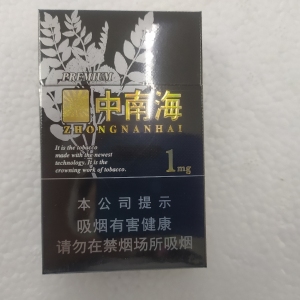 PREMIUM
中南海
ZHONGNANHAI
It is the tobacco
made with the newest
technology. It is the
crowning work of tobacco.
1mg
本公司提示
吸烟有害健康
请勿在禁烟场所吸烟